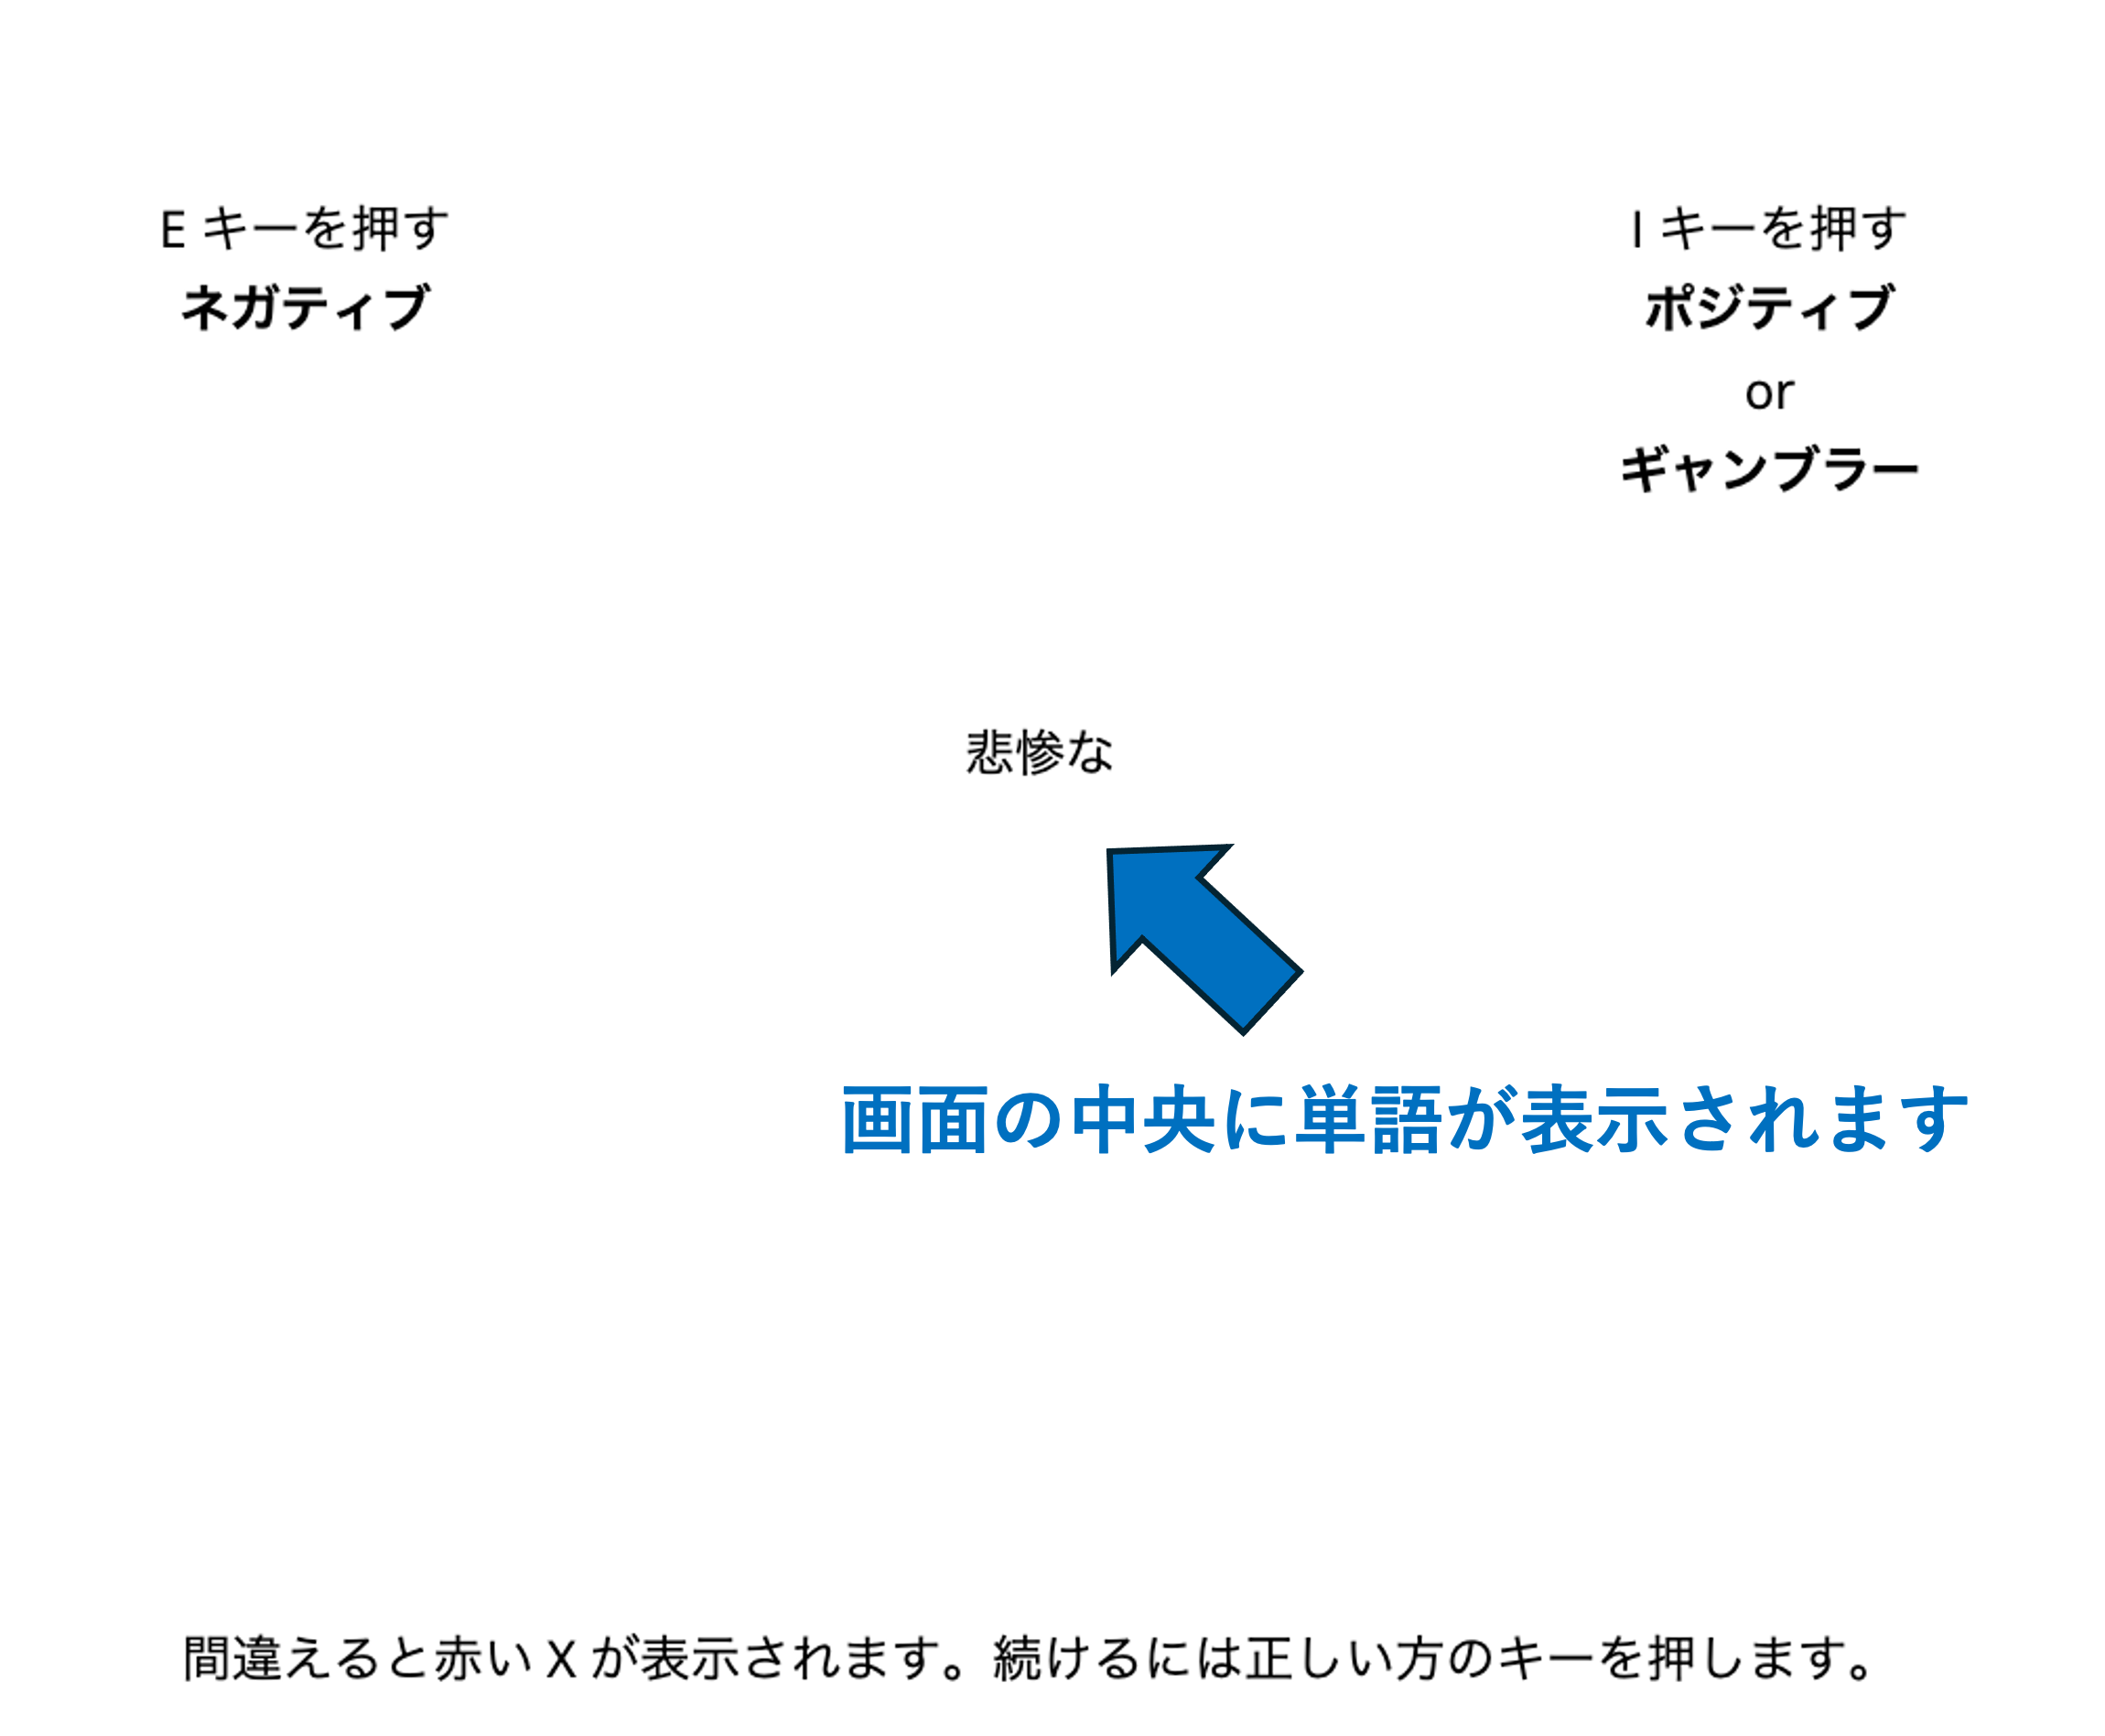 E キーを押す
ネガティブ
I キーを押す
ポジティブ
or
ギャンブラー
悲惨な
画面の中央に単語が表示されます
間違えると赤い X が表示されます。続けるには正しい方のキーを押します。